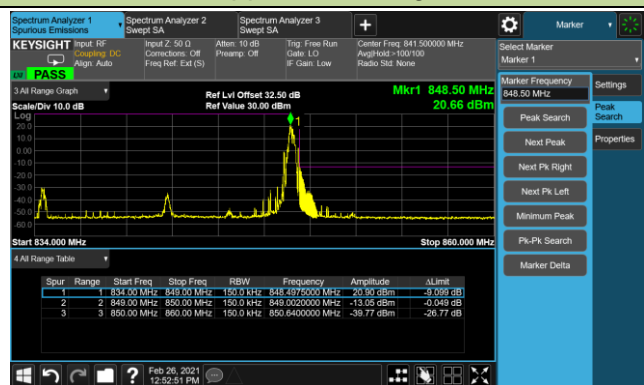 Spectrum Analyzer 1
Spurious Emissions
Spectrum Analyzer 2
Swept SA
Spectrum Analyzer 3
Swept SA
Marker
KEYSIGHT
Input: RF
Coupling: DC
Align: Auto
Input Z: 50 Ω
Corrections: Off
Freq Ref: Ext (S)
Atten: 10 dB
Preamp: Off
Trig: Free Run
Gate: LO
IF Gain: Low
Center Freq: 841.500000 MHz
Avg|Hold:>100/100
Radio Std: None
PASS
Select Marker
Marker 1
3 All Range Graph
Ref Lvl Offset 32.50 dB
Mkr1 848.50 MHz
Scale/Div 10.0 dB
Ref Value 30.00 dBm
20.66 dBm
Log
20.0
10.0
0.00
-10.0
-20.0
-30.0
-40.0
-50.0
-60.0
1
Start 834.000 MHz
Stop 860.000 MHz
4 All Range Table
Spur Range Start Freq Stop Freq RBW Frequency Amplitude ΔLimit
1 1 834.00 MHz 849.00 MHz 150.0 kHz 848.4975000 MHz 20.90 dBm -9.099 dB
2 2 849.00 MHz 850.00 MHz 150.0 kHz 849.0020000 MHz -13.05 dBm -0.049 dB
3 3 850.00 MHz 860.00 MHz 150.0 kHz 850.6400000 MHz -39.77 dBm -26.77 dB
Marker Frequency
848.50 MHz
Settings
Peak Search
Peak
Search
Next Peak
Properties
Next Pk Right
Next Pk Left
Minimum Peak
Pk-Pk Search
Marker Delta
?
Feb 26, 2021
12:52:51 PM